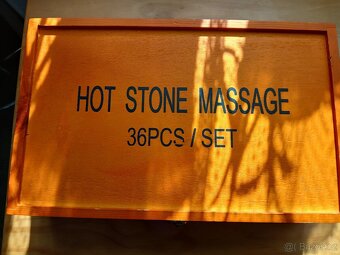 HOT STONE MASSAGE
36PCS / SET